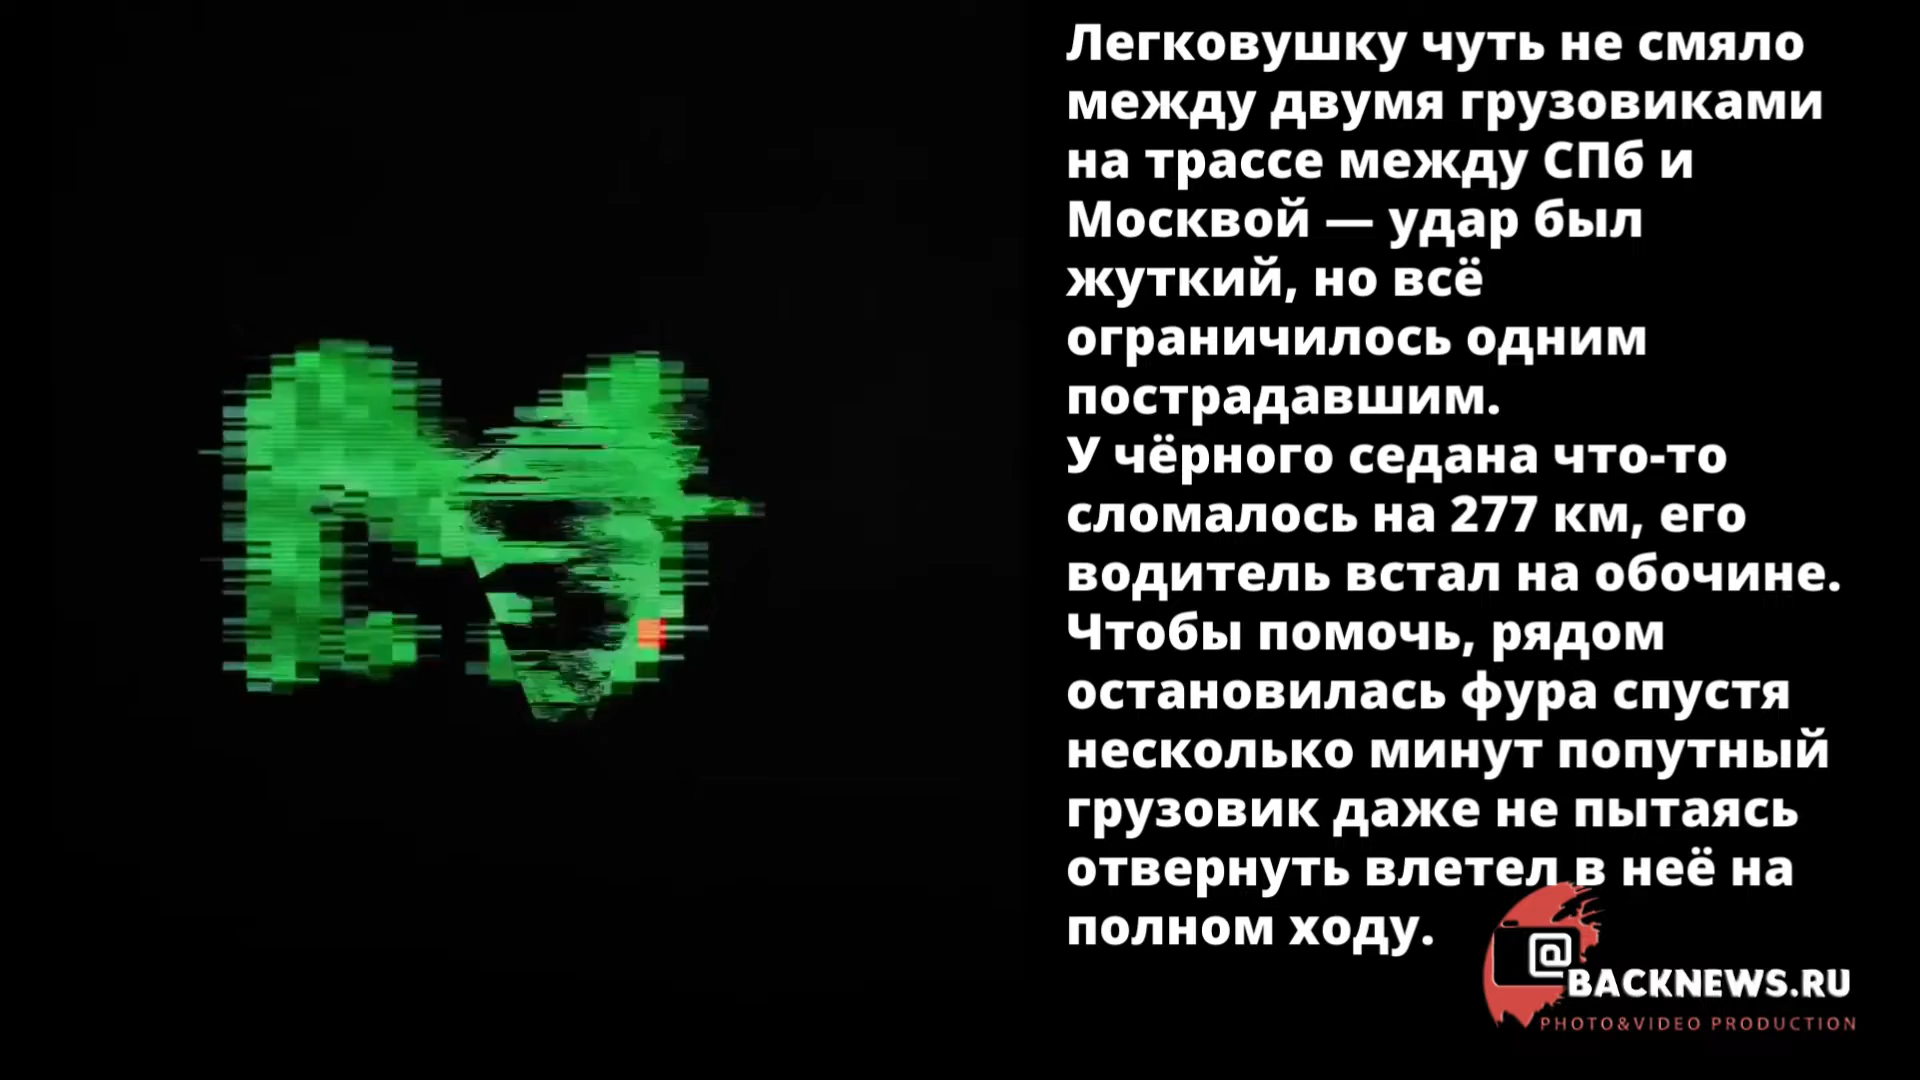 Легковушку чуть не смяло
между двумя грузовиками
на трассе между СПб и
Москвой — удар был
жуткий, но всё
ограничилось одним
пострадавшим.
У чёрного седана что-то
сломалось на 277 км, его
водитель встал на обочине.
Чтобы помочь, рядом
остановилась фура спустя
несколько минут попутный
грузовик даже не пытаясь
отвернуть влетел в неё на
полном ходу.
@BACKNEWS.RU
PHOTO&VIDEO PRODUCTION